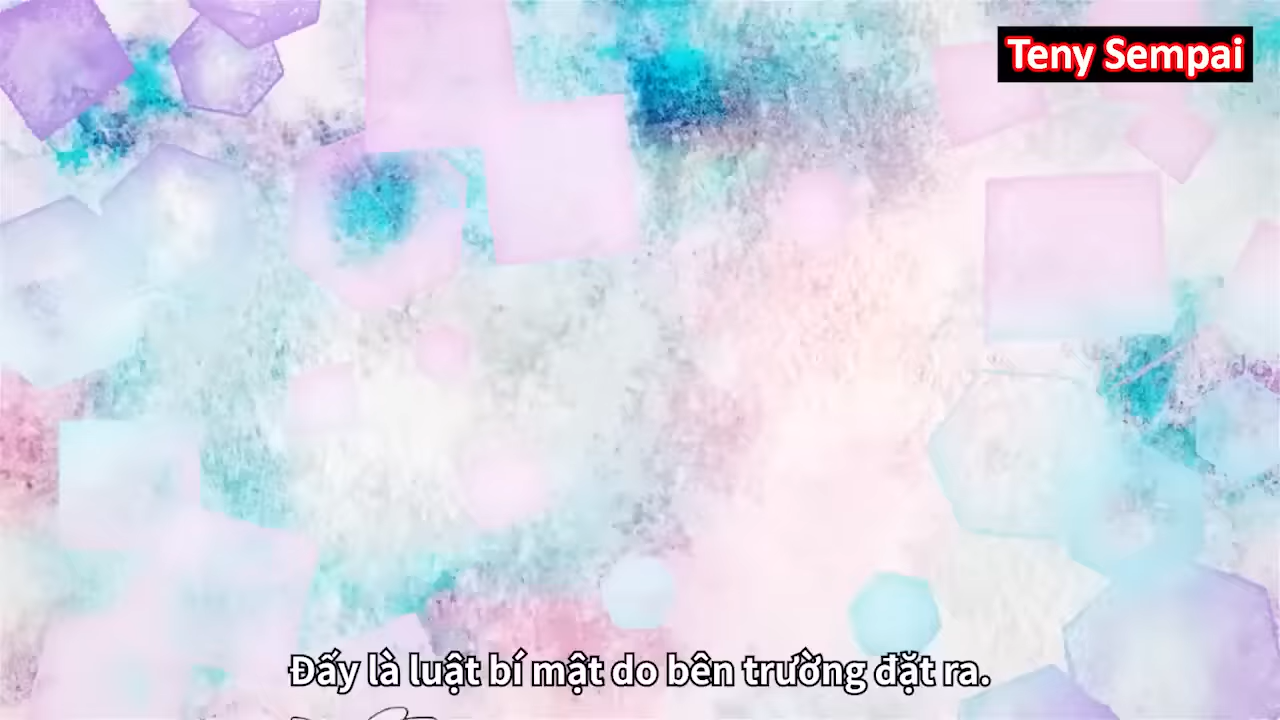 Teny Sempai
Đấy là luật bí mật do bên trường đặt ra.